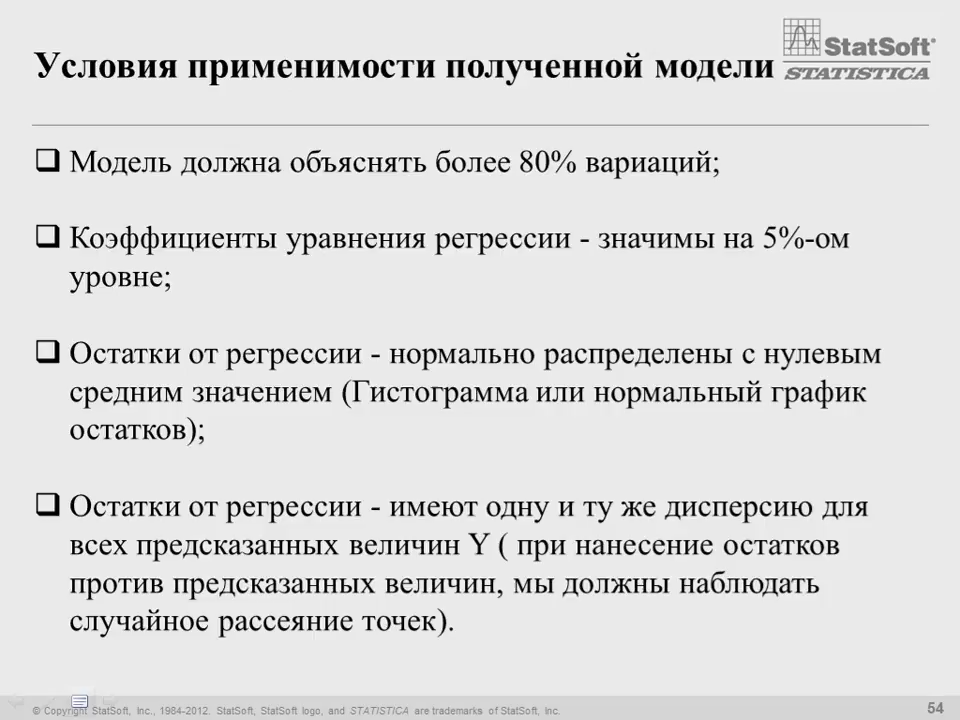 Условия применимости полученной модели
StatSoft®
STATISTICA
Модель должна объяснять более 80% вариаций;
Коэффициенты уравнения регрессии - значимы на 5%-ом
уровне;
Остатки от регрессии - нормально распределены с нулевым
средним значением (Гистограмма или нормальный график
остатков);
Остатки от регрессии - имеют одну и ту же дисперсию для
всех предсказанных величин Y ( при нанесение остатков
против предсказанных величин, мы должны наблюдать
случайное рассеяние точек).
© Copyright StatSoft, Inc., 1984-2012. StatSoft, StatSoft logo, and STATISTICA are trademarks of StatSoft, Inc.
54